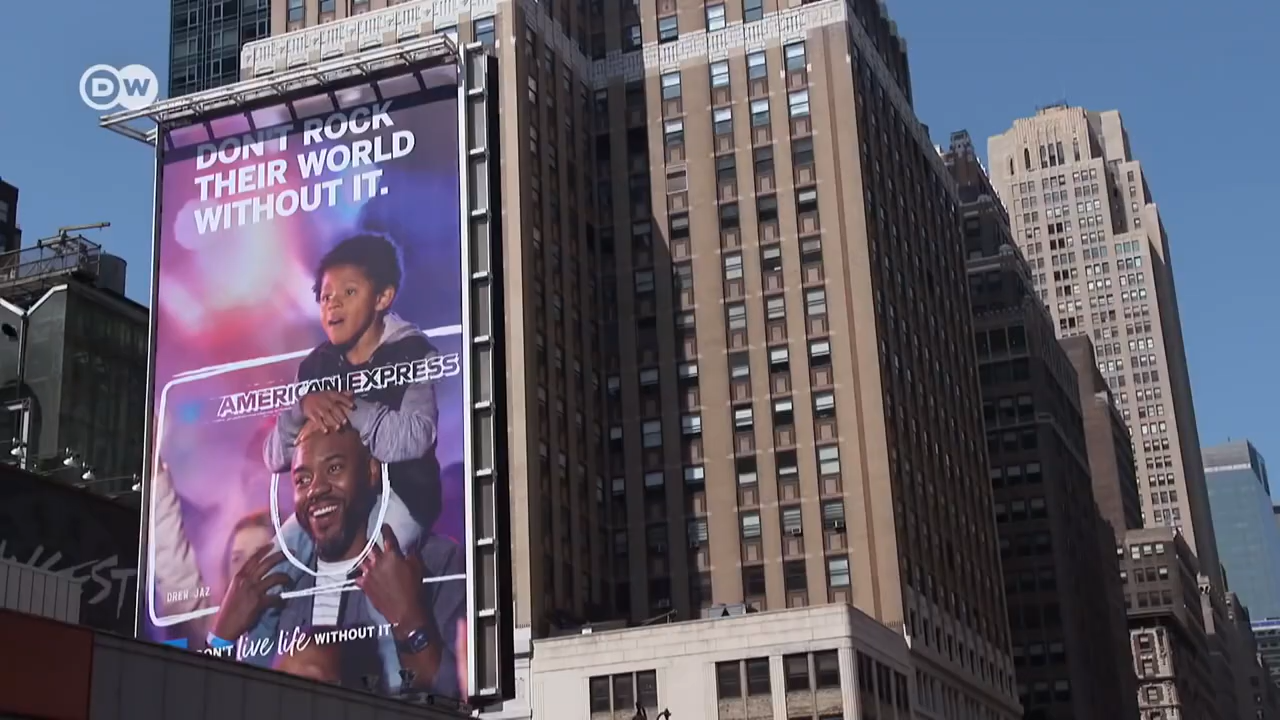 DW
DON'T ROCK
THEIR WORLD
WITHOUT IT.
AMERICAN EXPRESS
DREW JAZ
DON'T live life WITHOUT IT